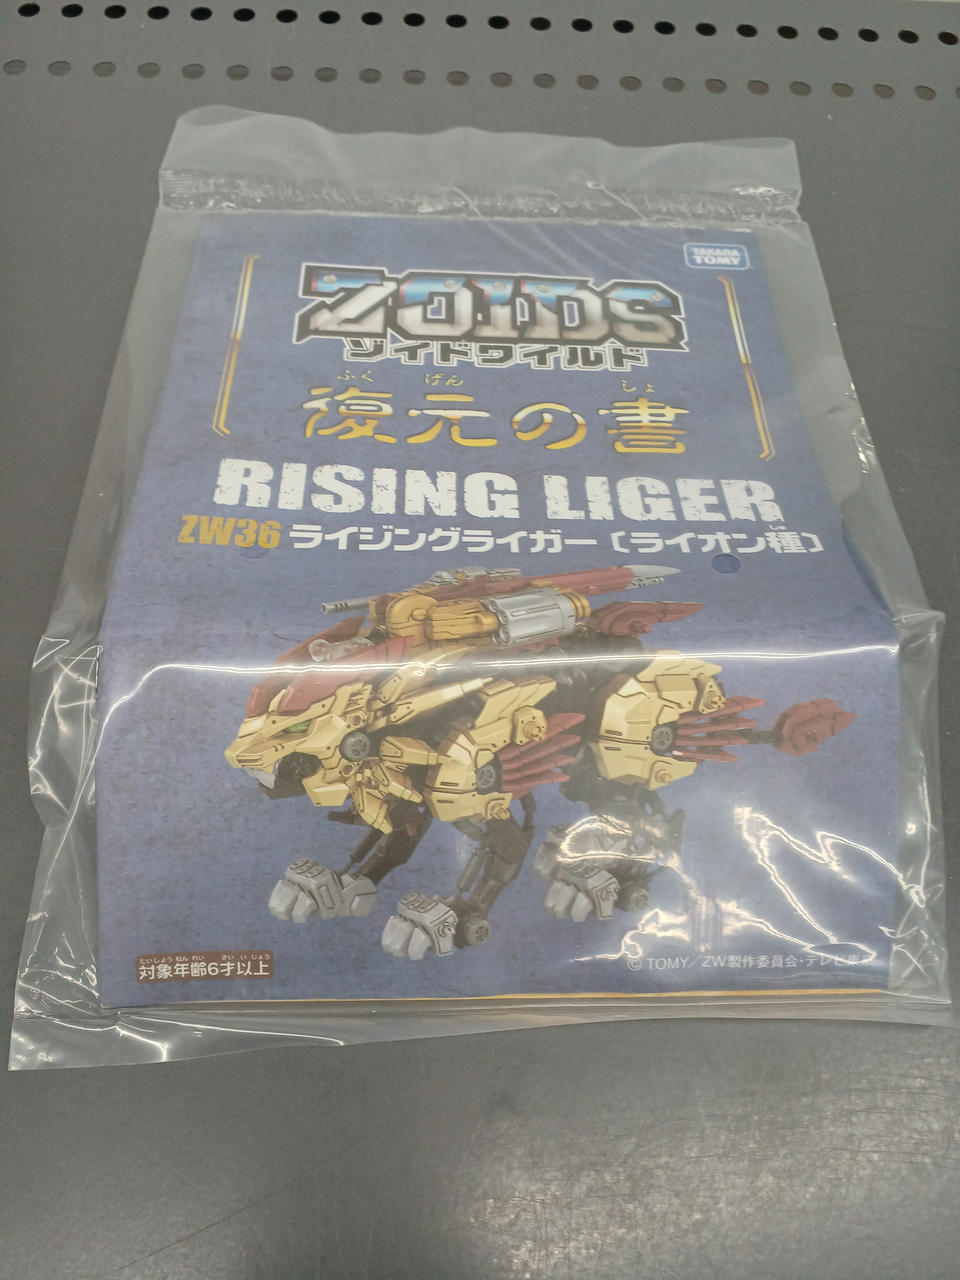 TAKARA TOMY
ZOIDS
ゾイドワイルド
ふく げん しょ
復元の書
RISING LIGER
しゅ
ZW36 ライジングライガー〔ライオン種〕
たいしょう ねん れい さい い じょう
対象年齢6才以上
© TOMY/ZW製作委員会・テレビ東京